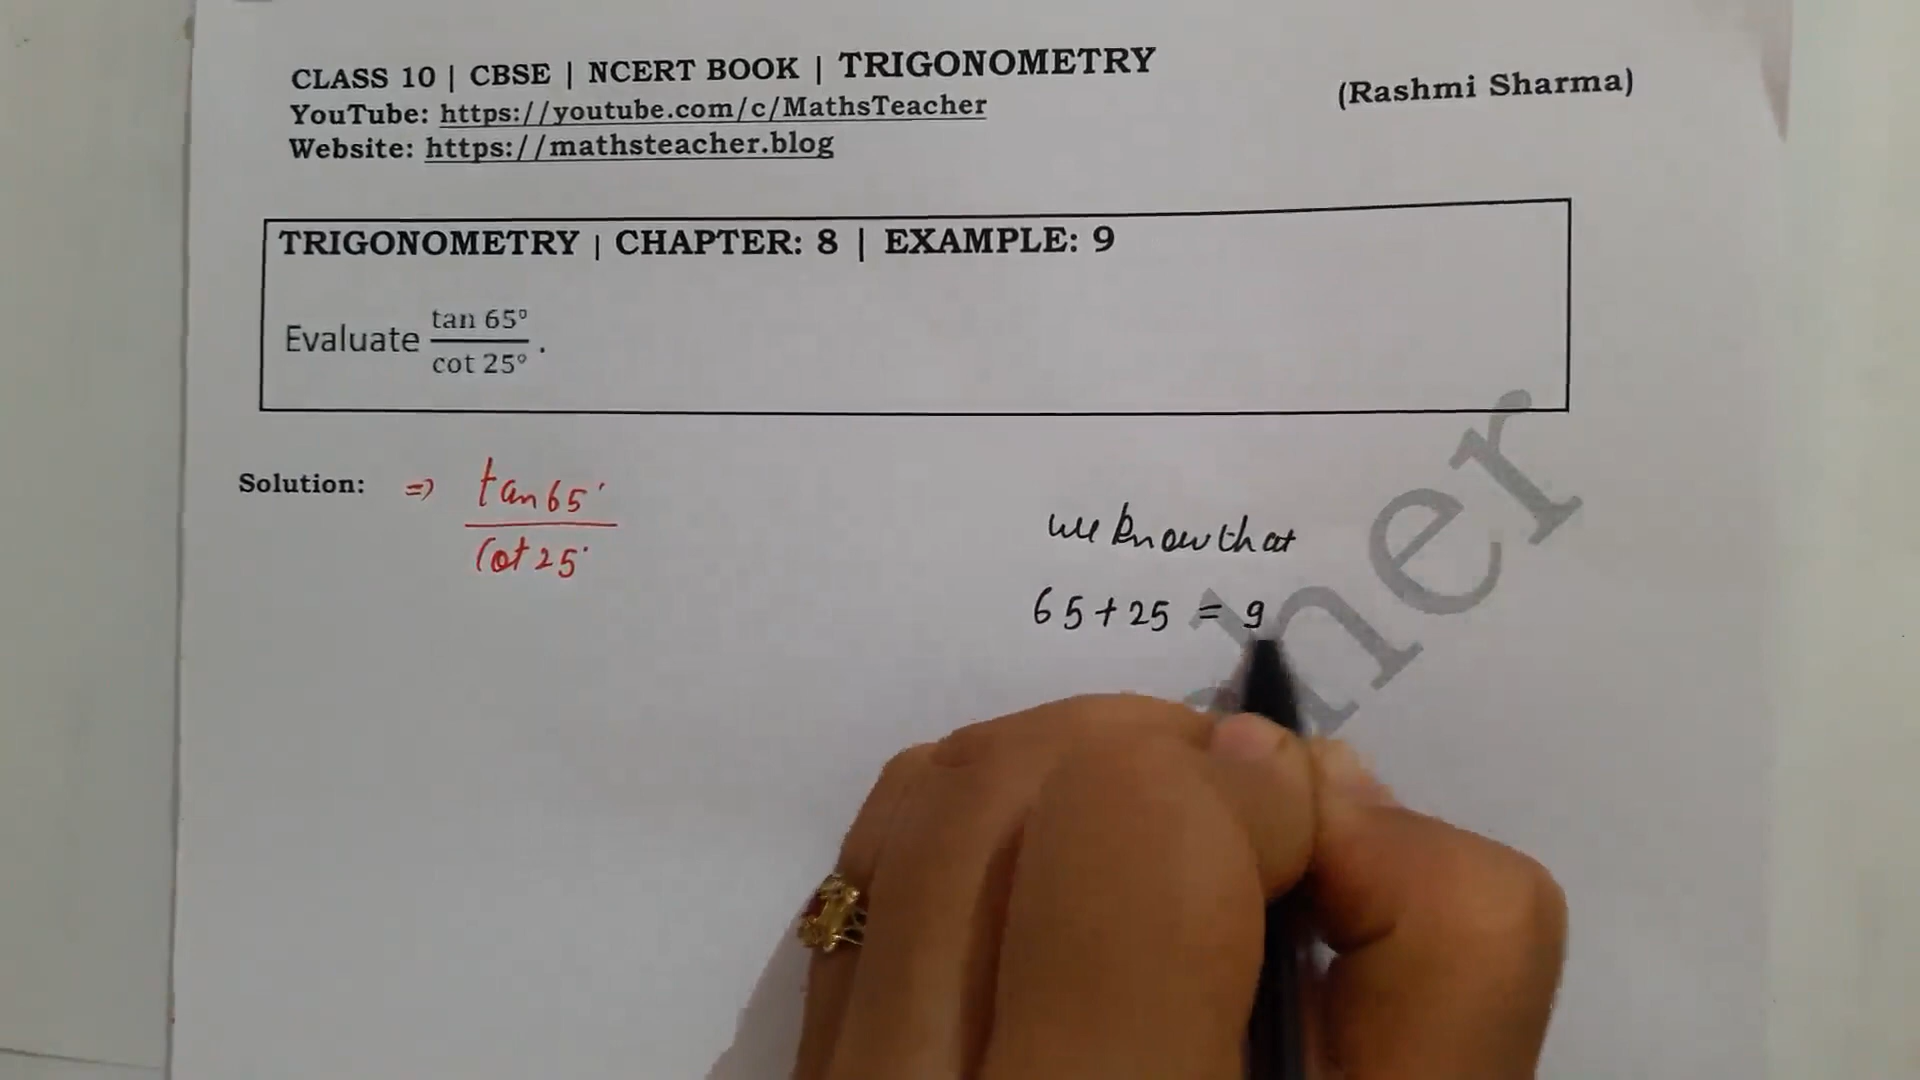 CLASS 10 | CBSE | NCERT BOOK | TRIGONOMETRY
(Rashmi Sharma)
YouTube: https://youtube.com/c/MathsTeacher
Website: https://mathsteacher.blog
TRIGONOMETRY | CHAPTER: 8 | EXAMPLE: 9
Evaluate tan 65° / cot 25° .
Solution: => tan 65° / Cot 25°
we know that
65 + 25 = 9
her